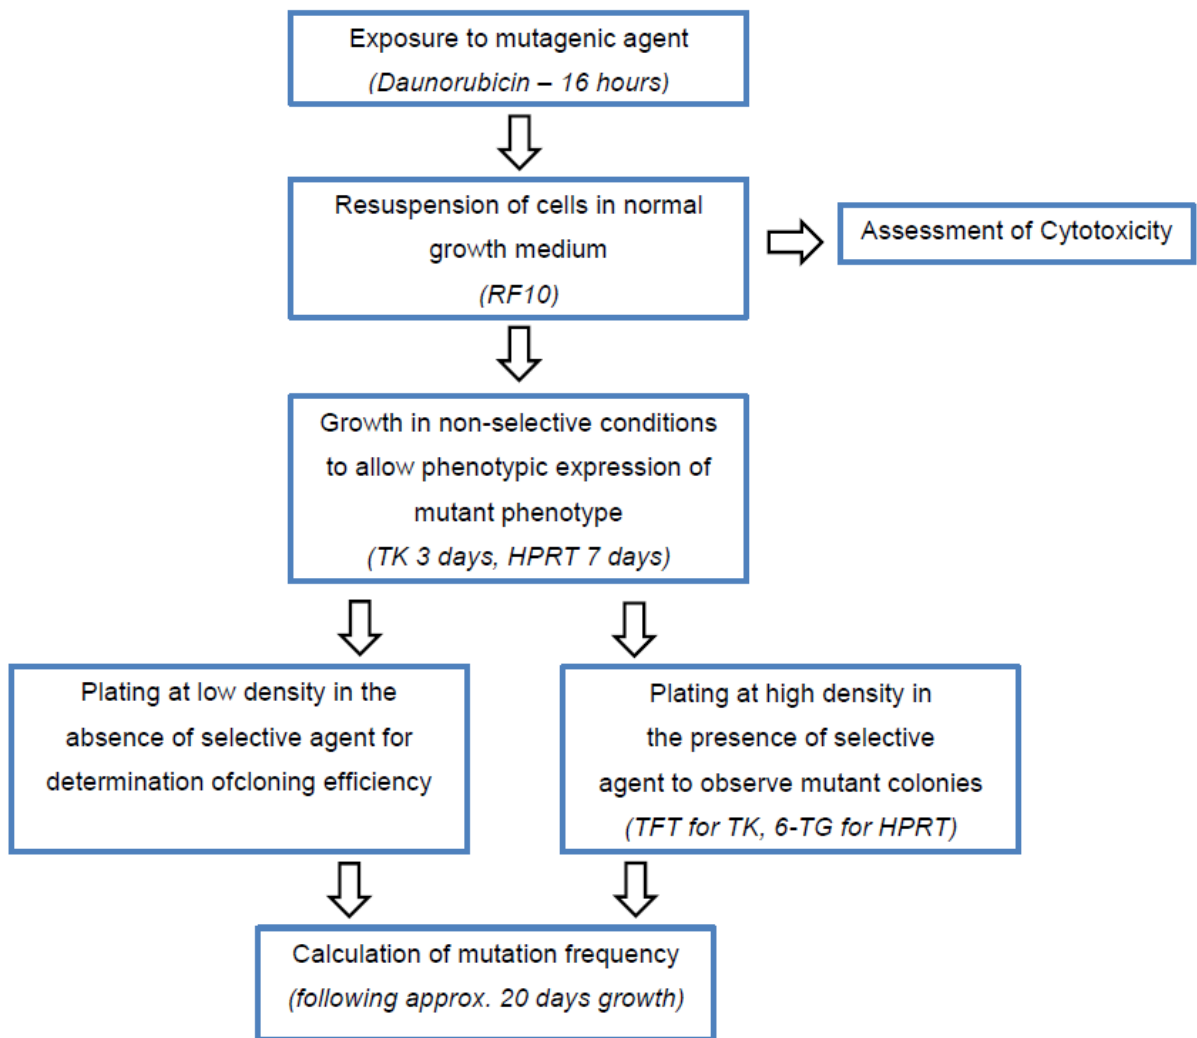 Exposure to mutagenic agent
(Daunorubicin – 16 hours)
Resuspension of cells in normal
growth medium
(RF10)
Assessment of Cytotoxicity
Growth in non-selective conditions
to allow phenotypic expression of
mutant phenotype
(TK 3 days, HPRT 7 days)
Plating at low density in the
absence of selective agent for
determination ofcloning efficiency
Plating at high density in
the presence of selective
agent to observe mutant colonies
(TFT for TK, 6-TG for HPRT)
Calculation of mutation frequency
(following approx. 20 days growth)